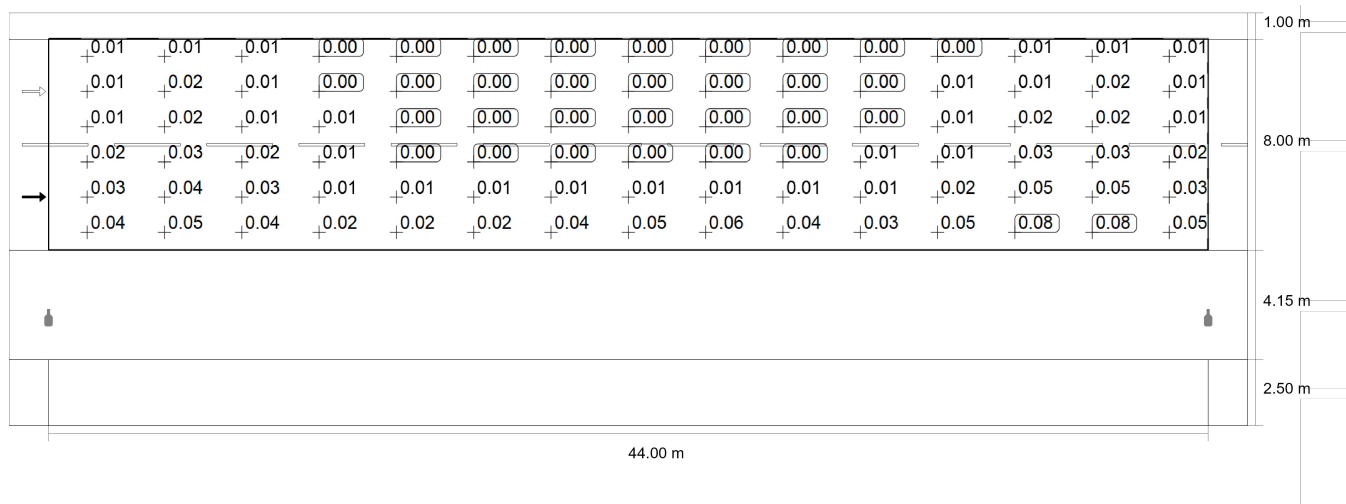 1.00 m
0.01 0.01 0.01 0.00 0.00 0.00 0.00 0.00 0.00 0.00 0.00 0.00 0.01 0.01 0.01
0.01 0.02 0.01 0.00 0.00 0.00 0.00 0.00 0.00 0.00 0.00 0.01 0.01 0.02 0.01
0.01 0.02 0.01 0.01 0.00 0.00 0.00 0.00 0.00 0.00 0.00 0.01 0.02 0.02 0.01
8.00 m
0.02 0.03 0.02 0.01 0.00 0.00 0.00 0.00 0.00 0.00 0.01 0.01 0.03 0.03 0.02
0.03 0.04 0.03 0.01 0.01 0.01 0.01 0.01 0.01 0.01 0.01 0.02 0.05 0.05 0.03
0.04 0.05 0.04 0.02 0.02 0.02 0.04 0.05 0.06 0.04 0.03 0.05 0.08 0.08 0.05
4.15 m
2.50 m
44.00 m